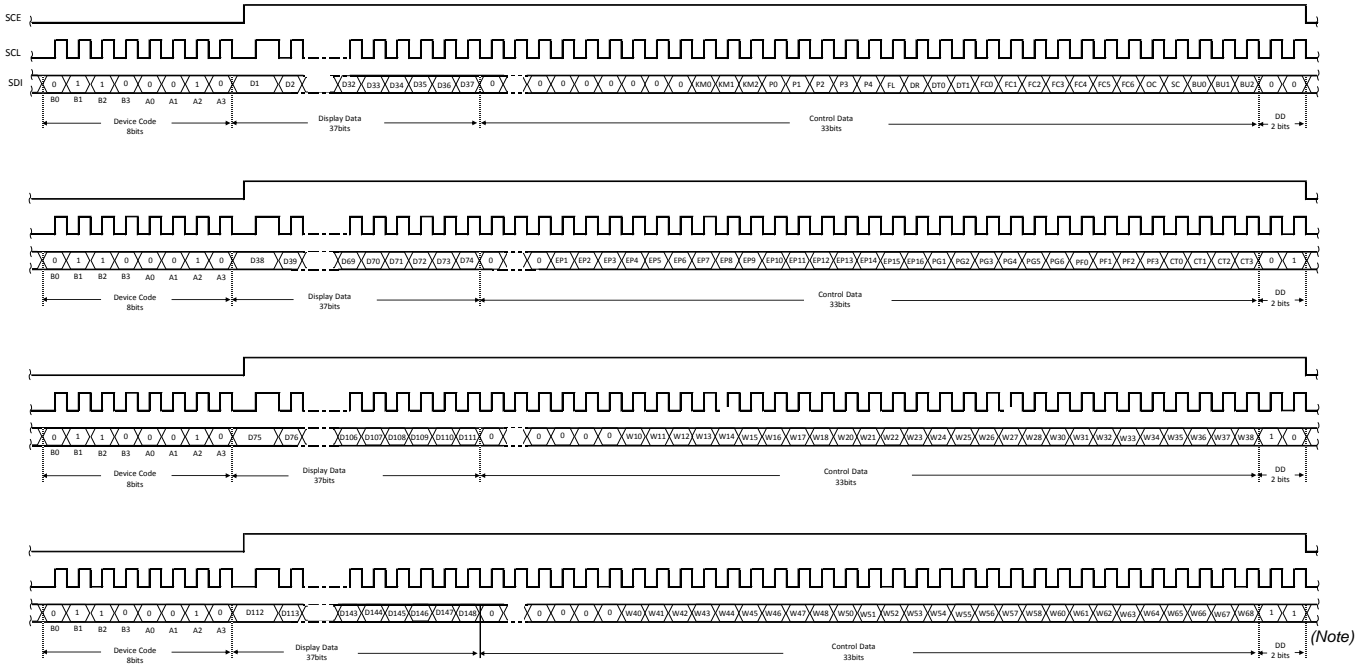 SCE
SCL
SDI
0 1 1 0 0 0 1 0 D1 D2 D32 D33 D34 D35 D36 D37 0 0 0 0 0 0 0 0 KM0 KM1 KM2 P0 P1 P2 P3 P4 FL DR DT0 DT1 FC0 FC1 FC2 FC3 FC4 FC5 FC6 OC SC BU0 BU1 BU2 0 0
B0 B1 B2 B3 A0 A1 A2 A3
Device Code
8bits
Display Data
37bits
Control Data
33bits
DD
2 bits
0 1 1 0 0 0 1 0 D38 D39 D69 D70 D71 D72 D73 D74 0 0 0 EP1 EP2 EP3 EP4 EP5 EP6 EP7 EP8 EP9 EP10 EP11 EP12 EP13 EP14 EP15 EP16 PG1 PG2 PG3 PG4 PG5 PG6 PF0 PF1 PF2 PF3 CT0 CT1 CT2 CT3 0 1
B0 B1 B2 B3 A0 A1 A2 A3
Device Code
8bits
Display Data
37bits
Control Data
33bits
DD
2 bits
0 1 1 0 0 0 1 0 D75 D76 D106 D107 D108 D109 D110 D111 0 0 0 0 0 W10 W11 W12 W13 W14 W15 W16 W17 W18 W20 W21 W22 W23 W24 W25 W26 W27 W28 W30 W31 W32 W33 W34 W35 W36 W37 W38 1 0
B0 B1 B2 B3 A0 A1 A2 A3
Device Code
8bits
Display Data
37bits
Control Data
33bits
DD
2 bits
0 1 1 0 0 0 1 0 D112 D113 D143 D144 D145 D146 D147 D148 0 0 0 0 0 W40 W41 W42 W43 W44 W45 W46 W47 W48 W50 W51 W52 W53 W54 W55 W56 W57 W58 W60 W61 W62 W63 W64 W65 W66 W67 W68 1 1
B0 B1 B2 B3 A0 A1 A2 A3
(Note)
Device Code
8bits
Display Data
37bits
Control Data
33bits
DD
2 bits